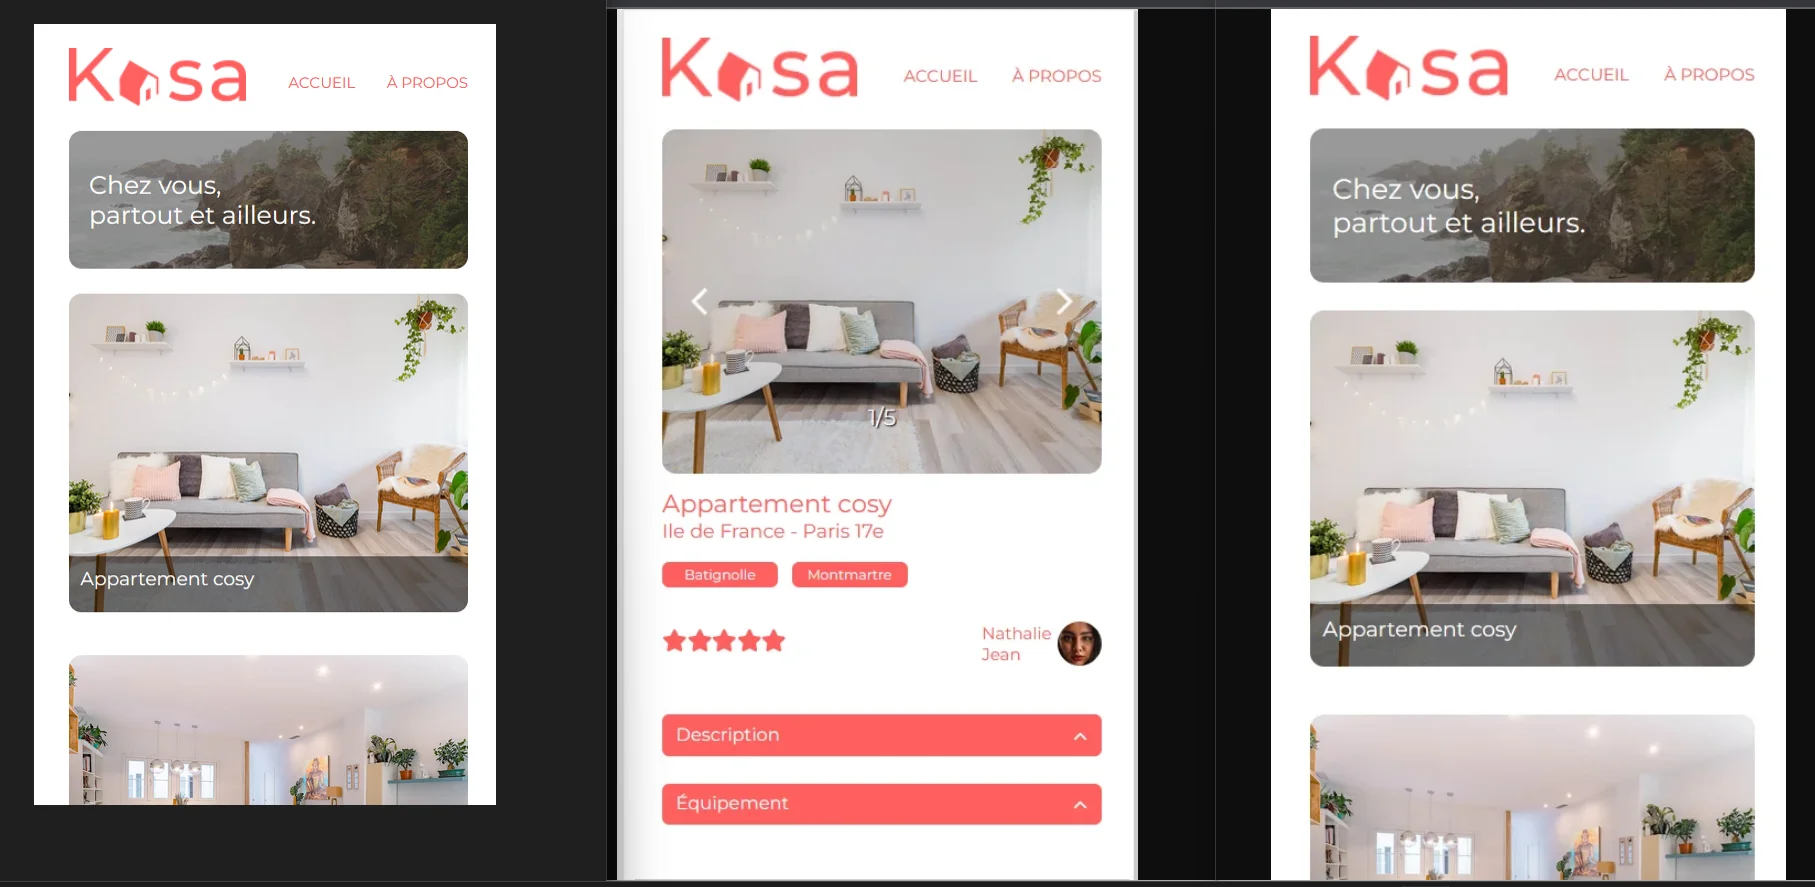 Kasa
ACCUEIL
À PROPOS
Chez vous,
partout et ailleurs.
Appartement cosy
Kasa
ACCUEIL
À PROPOS
1/5
Appartement cosy
Ile de France - Paris 17e
Batignolle
Montmartre
Nathalie
Jean
Description
Équipement
Kasa
ACCUEIL
À PROPOS
Chez vous,
partout et ailleurs.
Appartement cosy